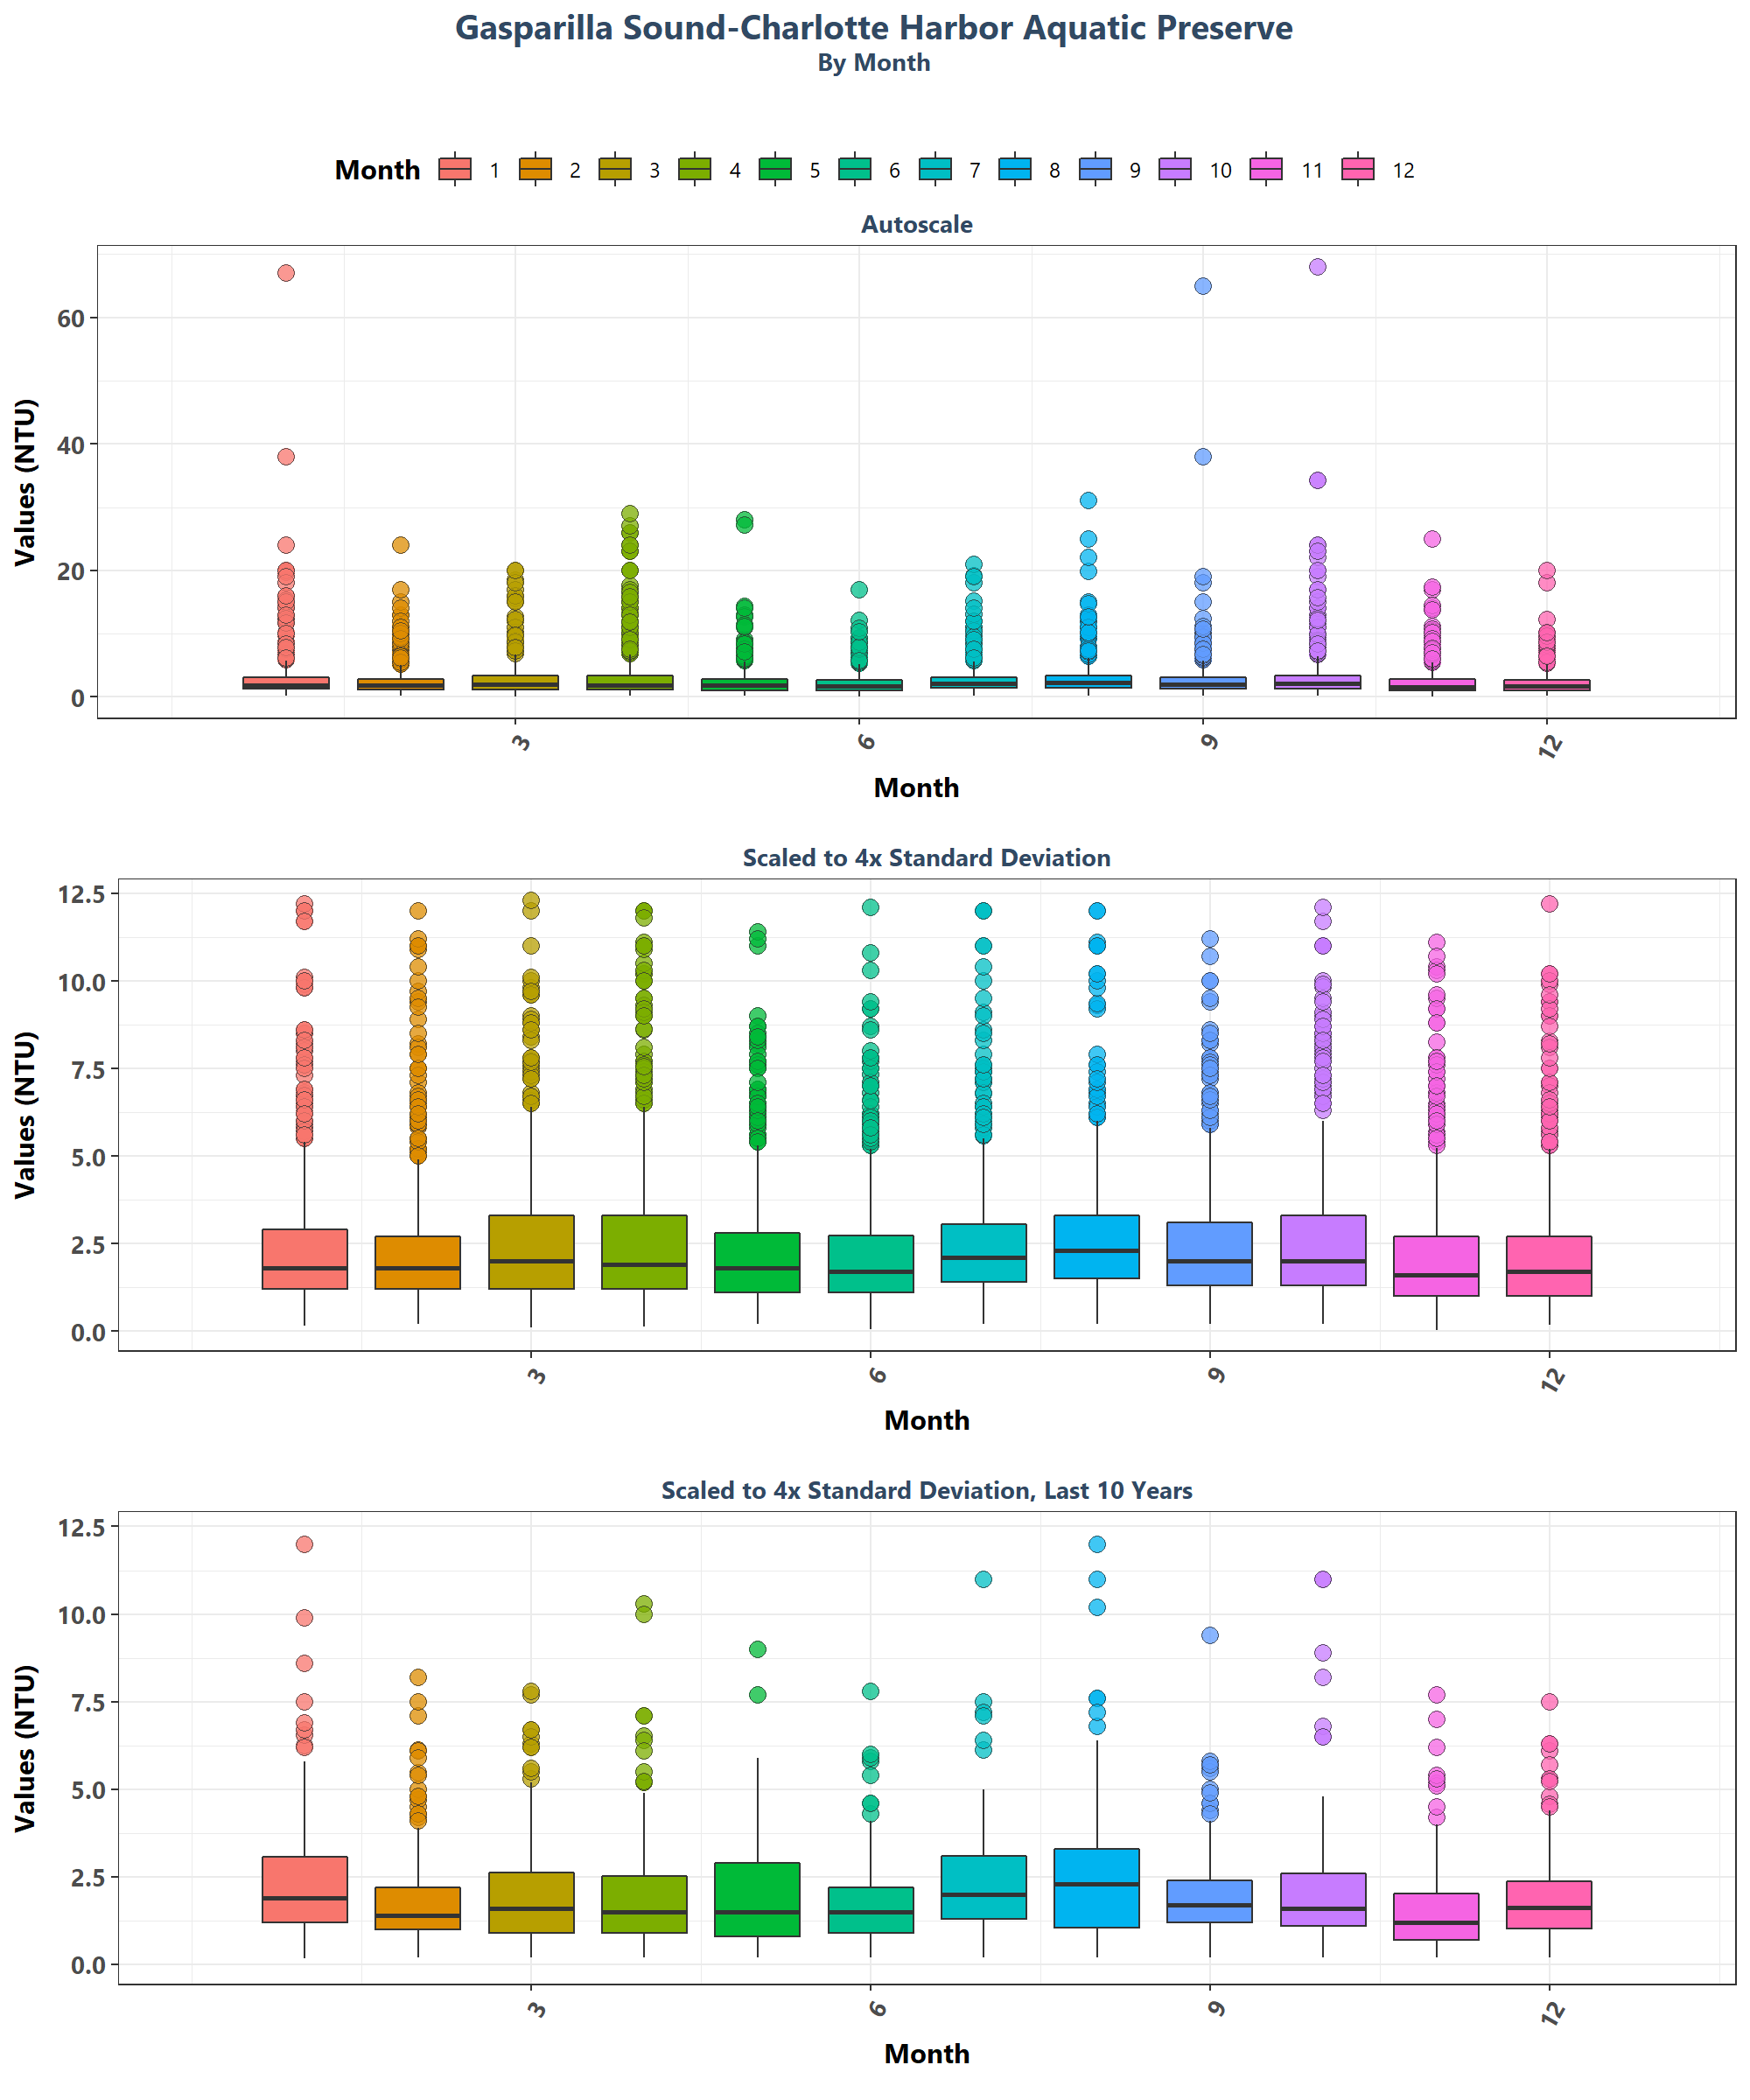 Gasparilla Sound-Charlotte Harbor Aquatic Preserve
By Month
Month 1 2 3 4 5 6 7 8 9 10 11 12
Autoscale
Values (NTU)
60
40
20
0
3 6 9 12
Month
Scaled to 4x Standard Deviation
Values (NTU)
12.5
10.0
7.5
5.0
2.5
0.0
3 6 9 12
Month
Scaled to 4x Standard Deviation, Last 10 Years
Values (NTU)
12.5
10.0
7.5
5.0
2.5
0.0
3 6 9 12
Month